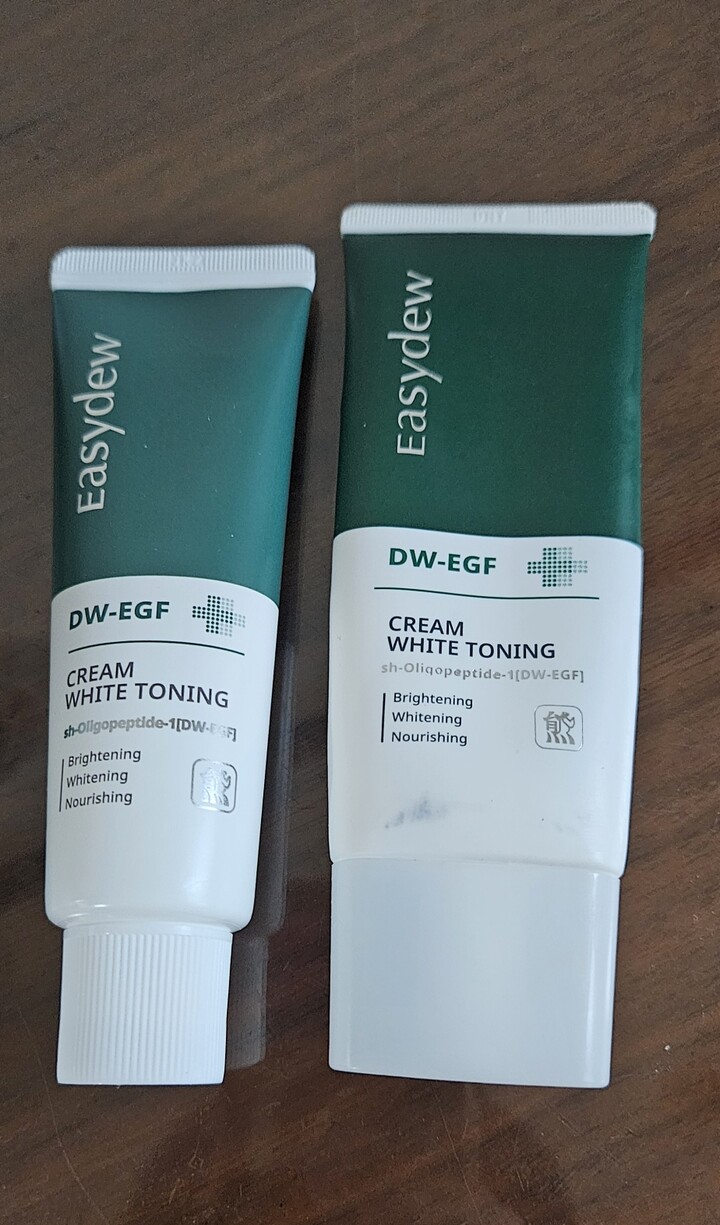 Easydew
DW-EGF
CREAM
WHITE TONING
sh-Oligopeptide-1[DW-EGF]
Brightening
Whitening
Nourishing
Easydew
DW-EGF
CREAM
WHITE TONING
sh-Oligopeptide-1[DW-EGF]
Brightening
Whitening
Nourishing